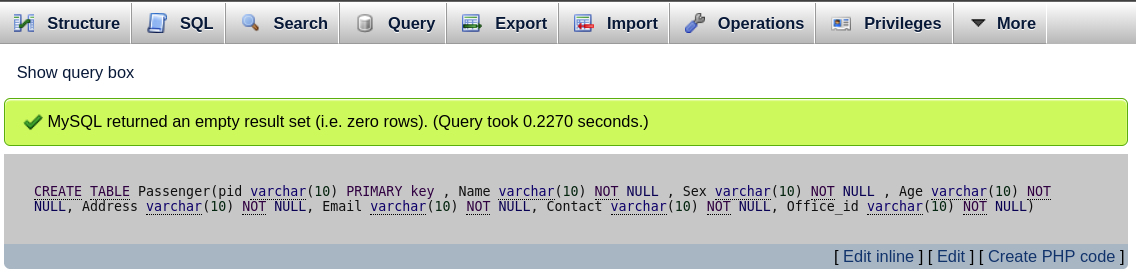 Structure SQL Search Query Export Import Operations Privileges More
Show query box
MySQL returned an empty result set (i.e. zero rows). (Query took 0.2270 seconds.)
CREATE TABLE Passenger(pid varchar(10) PRIMARY key , Name varchar(10) NOT NULL , Sex varchar(10) NOT NULL , Age varchar(10) NOT
NULL, Address varchar(10) NOT NULL, Email varchar(10) NOT NULL, Contact varchar(10) NOT NULL, Office_id varchar(10) NOT NULL)
[ Edit inline ] [ Edit ] [ Create PHP code ]